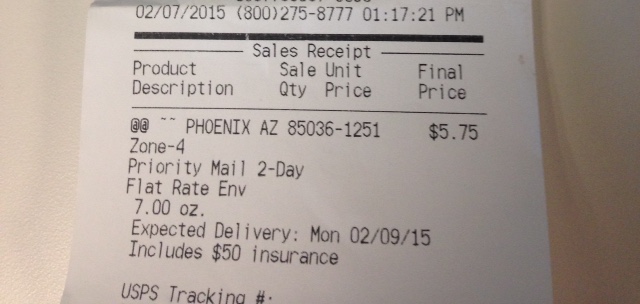 02/07/2015 (800)275-8777 01:17:21 PM
Sales Receipt
Product Sale Unit Final
Description Qty Price Price
@@ ~~ PHOENIX AZ 85036-1251 $5.75
Zone-4
Priority Mail 2-Day
Flat Rate Env
7.00 oz.
Expected Delivery: Mon 02/09/15
Includes $50 insurance
USPS Tracking #: